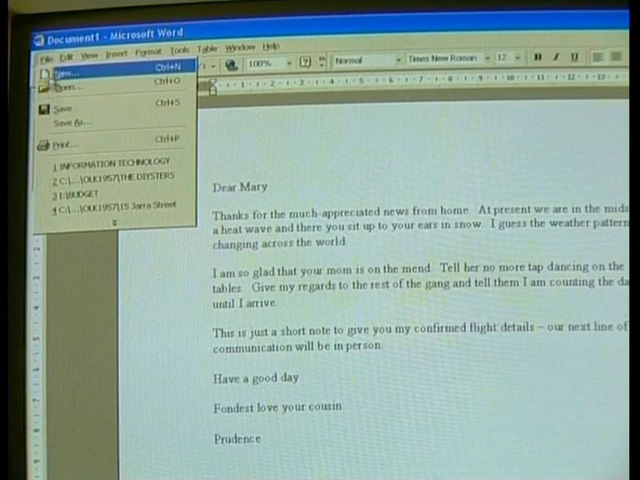 Document1 - Microsoft Word
File Edit View Insert Format Tools Table Window Help
100% Normal Times New Roman 12 B I U
New... Ctrl+N
Open... Ctrl+O
Save Ctrl+S
Save As...
Print... Ctrl+P
1 INFORMATION TECHNOLOGY
2 C:\...\OLK1957\THE DIYSTERS
3 I:\BUDGET
4 C:\...\OLK1957\15 Jarra Street
Dear Mary
Thanks for the much-appreciated news from home. At present we are in the mids
a heat wave and there you sit up to your ears in snow. I guess the weather pattern
changing across the world.
I am so glad that your mom is on the mend. Tell her no more tap dancing on the
tables. Give my regards to the rest of the gang and tell them I am counting the da
until I arrive.
This is just a short note to give you my confirmed flight details – our next line of
communication will be in person.
Have a good day
Fondest love your cousin
Prudence